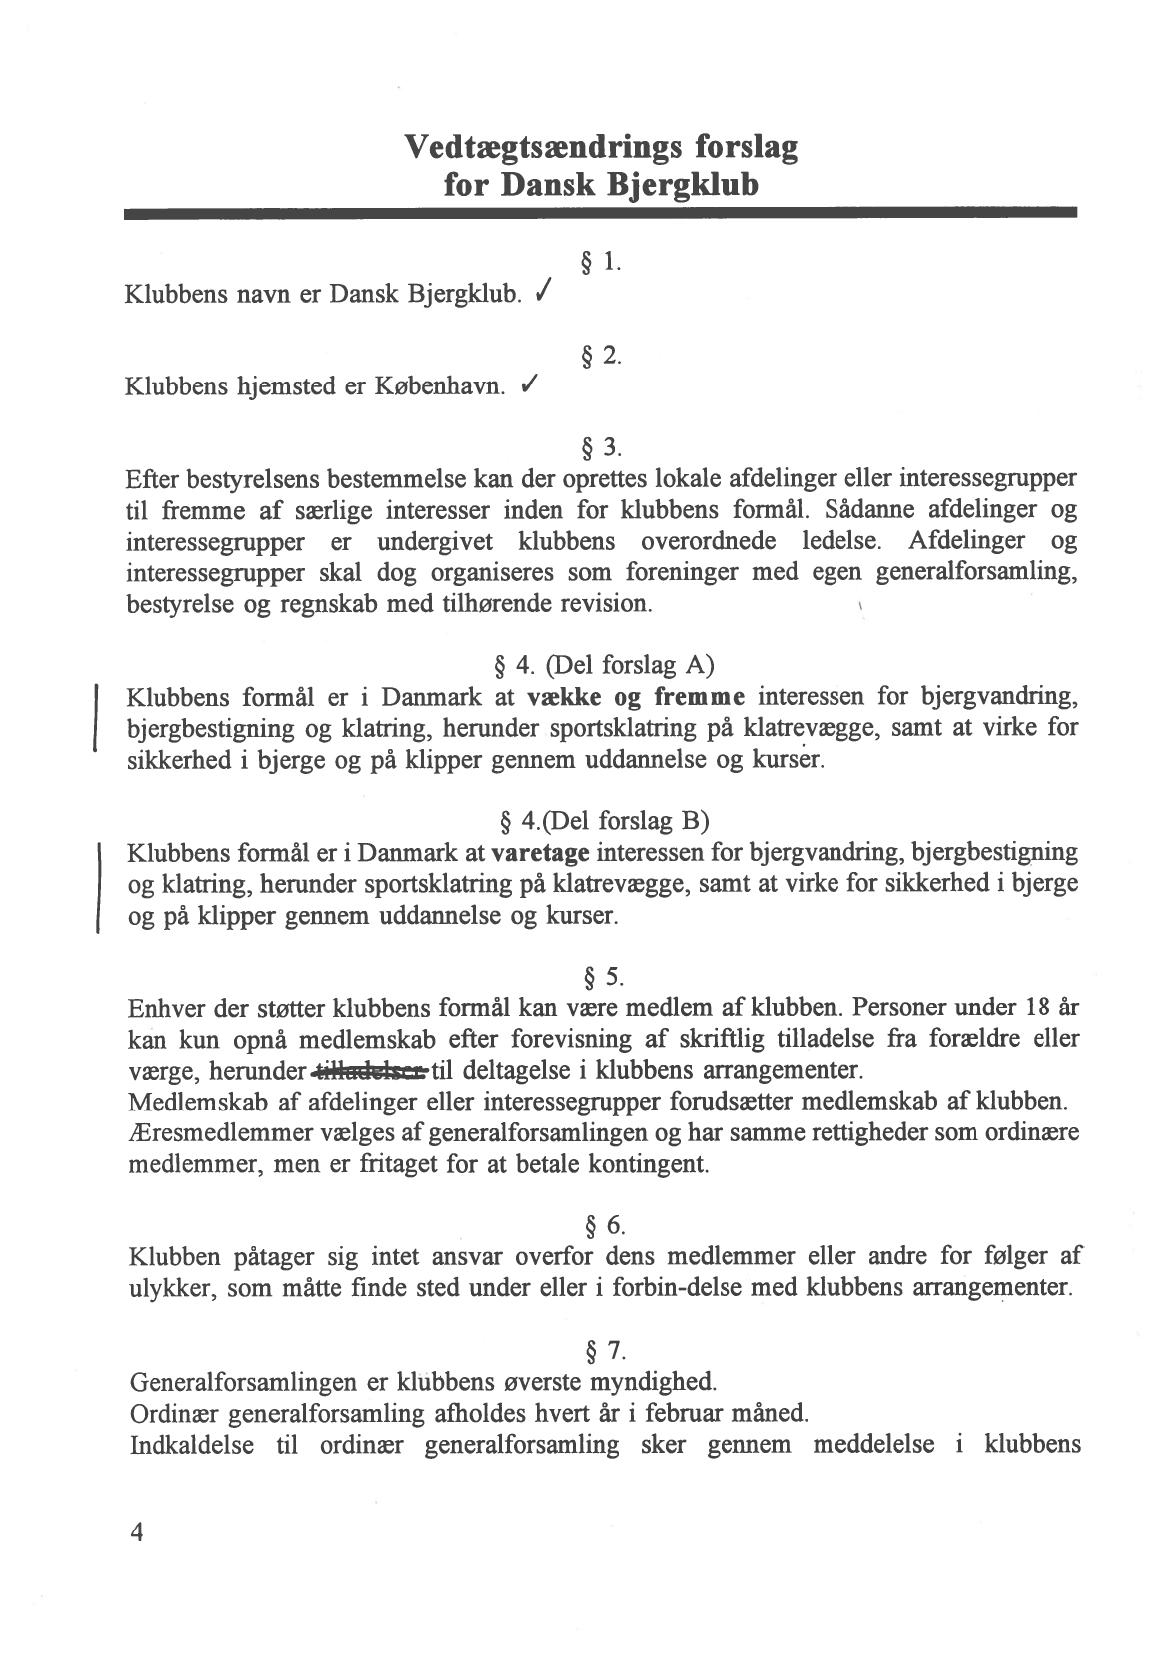 Vedtægtsændrings forslag
for Dansk Bjergklub
§ 1.
Klubbens navn er Dansk Bjergklub. ✓
§ 2.
Klubbens hjemsted er København. ✓
§ 3.
Efter bestyrelsens bestemmelse kan der oprettes lokale afdelinger eller interessegrupper
til fremme af særlige interesser inden for klubbens formål. Sådanne afdelinger og
interessegrupper er undergivet klubbens overordnede ledelse. Afdelinger og
interessegrupper skal dog organiseres som foreninger med egen generalforsamling,
bestyrelse og regnskab med tilhørende revision.
§ 4. (Del forslag A)
Klubbens formål er i Danmark at vække og fremme interessen for bjergvandring,
bjergbestigning og klatring, herunder sportsklatring på klatrevægge, samt at virke for
sikkerhed i bjerge og på klipper gennem uddannelse og kurser.
§ 4.(Del forslag B)
Klubbens formål er i Danmark at varetage interessen for bjergvandring, bjergbestigning
og klatring, herunder sportsklatring på klatrevægge, samt at virke for sikkerhed i bjerge
og på klipper gennem uddannelse og kurser.
§ 5.
Enhver der støtter klubbens formål kan være medlem af klubben. Personer under 18 år
kan kun opnå medlemskab efter forevisning af skriftlig tilladelse fra forældre eller
værge, herunder tilladelser til deltagelse i klubbens arrangementer.
Medlemskab af afdelinger eller interessegrupper forudsætter medlemskab af klubben.
Æresmedlemmer vælges af generalforsamlingen og har samme rettigheder som ordinære
medlemmer, men er fritaget for at betale kontingent.
§ 6.
Klubben påtager sig intet ansvar overfor dens medlemmer eller andre for følger af
ulykker, som måtte finde sted under eller i forbin-delse med klubbens arrangementer.
§ 7.
Generalforsamlingen er klubbens øverste myndighed.
Ordinær generalforsamling afholdes hvert år i februar måned.
Indkaldelse til ordinær generalforsamling sker gennem meddelelse i klubbens
4